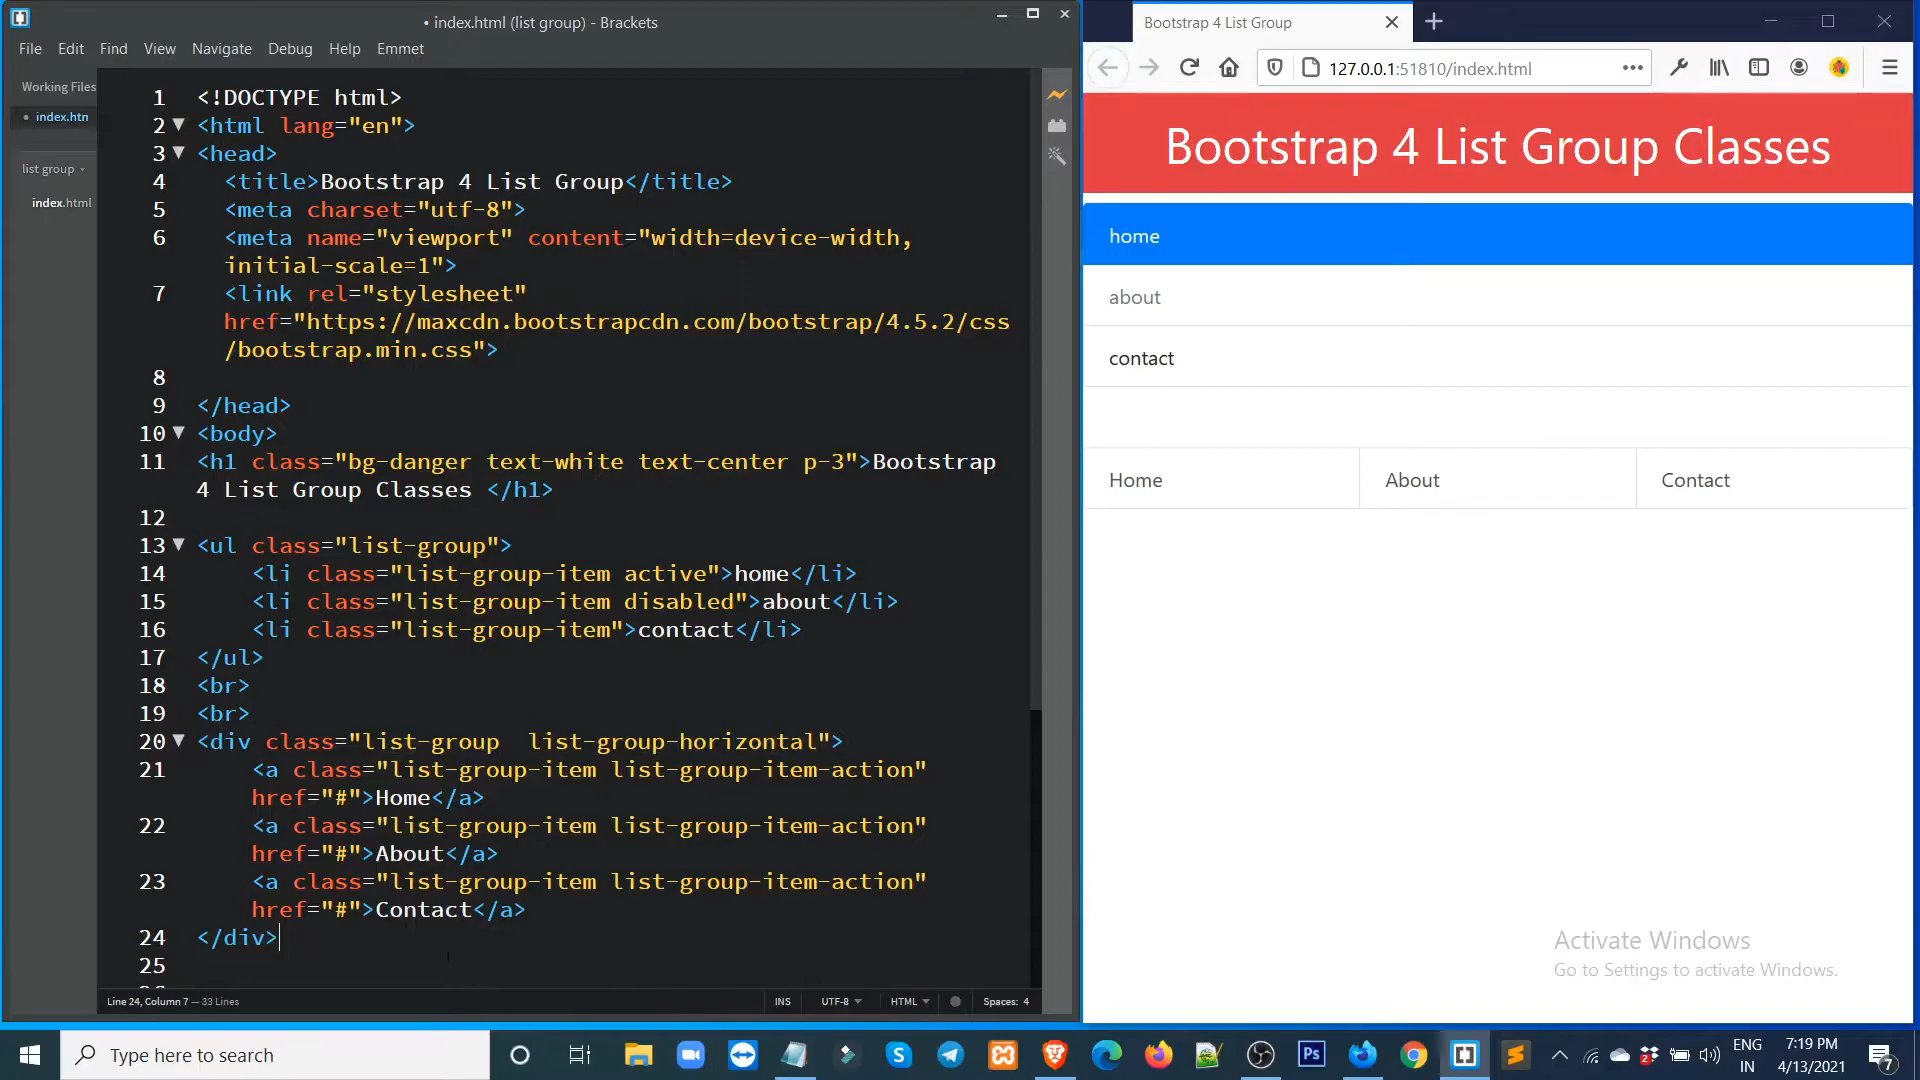 • index.html (list group) - Brackets
File Edit Find View Navigate Debug Help Emmet
Working Files
• index.htm
list group
index.html
1 <!DOCTYPE html>
2 <html lang="en">
3 <head>
4 <title>Bootstrap 4 List Group</title>
5 <meta charset="utf-8">
6 <meta name="viewport" content="width=device-width,
initial-scale=1">
7 <link rel="stylesheet"
href="https://maxcdn.bootstrapcdn.com/bootstrap/4.5.2/css
/bootstrap.min.css">
8
9 </head>
10 <body>
11 <h1 class="bg-danger text-white text-center p-3">Bootstrap
4 List Group Classes </h1>
12
13 <ul class="list-group">
14 <li class="list-group-item active">home</li>
15 <li class="list-group-item disabled">about</li>
16 <li class="list-group-item">contact</li>
17 </ul>
18 <br>
19 <br>
20 <div class="list-group  list-group-horizontal">
21 <a class="list-group-item list-group-item-action"
href="#">Home</a>
22 <a class="list-group-item list-group-item-action"
href="#">About</a>
23 <a class="list-group-item list-group-item-action"
href="#">Contact</a>
24 </div>
25
Line 24, Column 7 — 33 Lines
INS UTF-8 HTML Spaces: 4
Bootstrap 4 List Group
127.0.0.1:51810/index.html
Bootstrap 4 List Group Classes
home
about
contact
Home About Contact
Activate Windows
Go to Settings to activate Windows.
Type here to search
Ps
2
ENG
IN
7:19 PM
4/13/2021
7